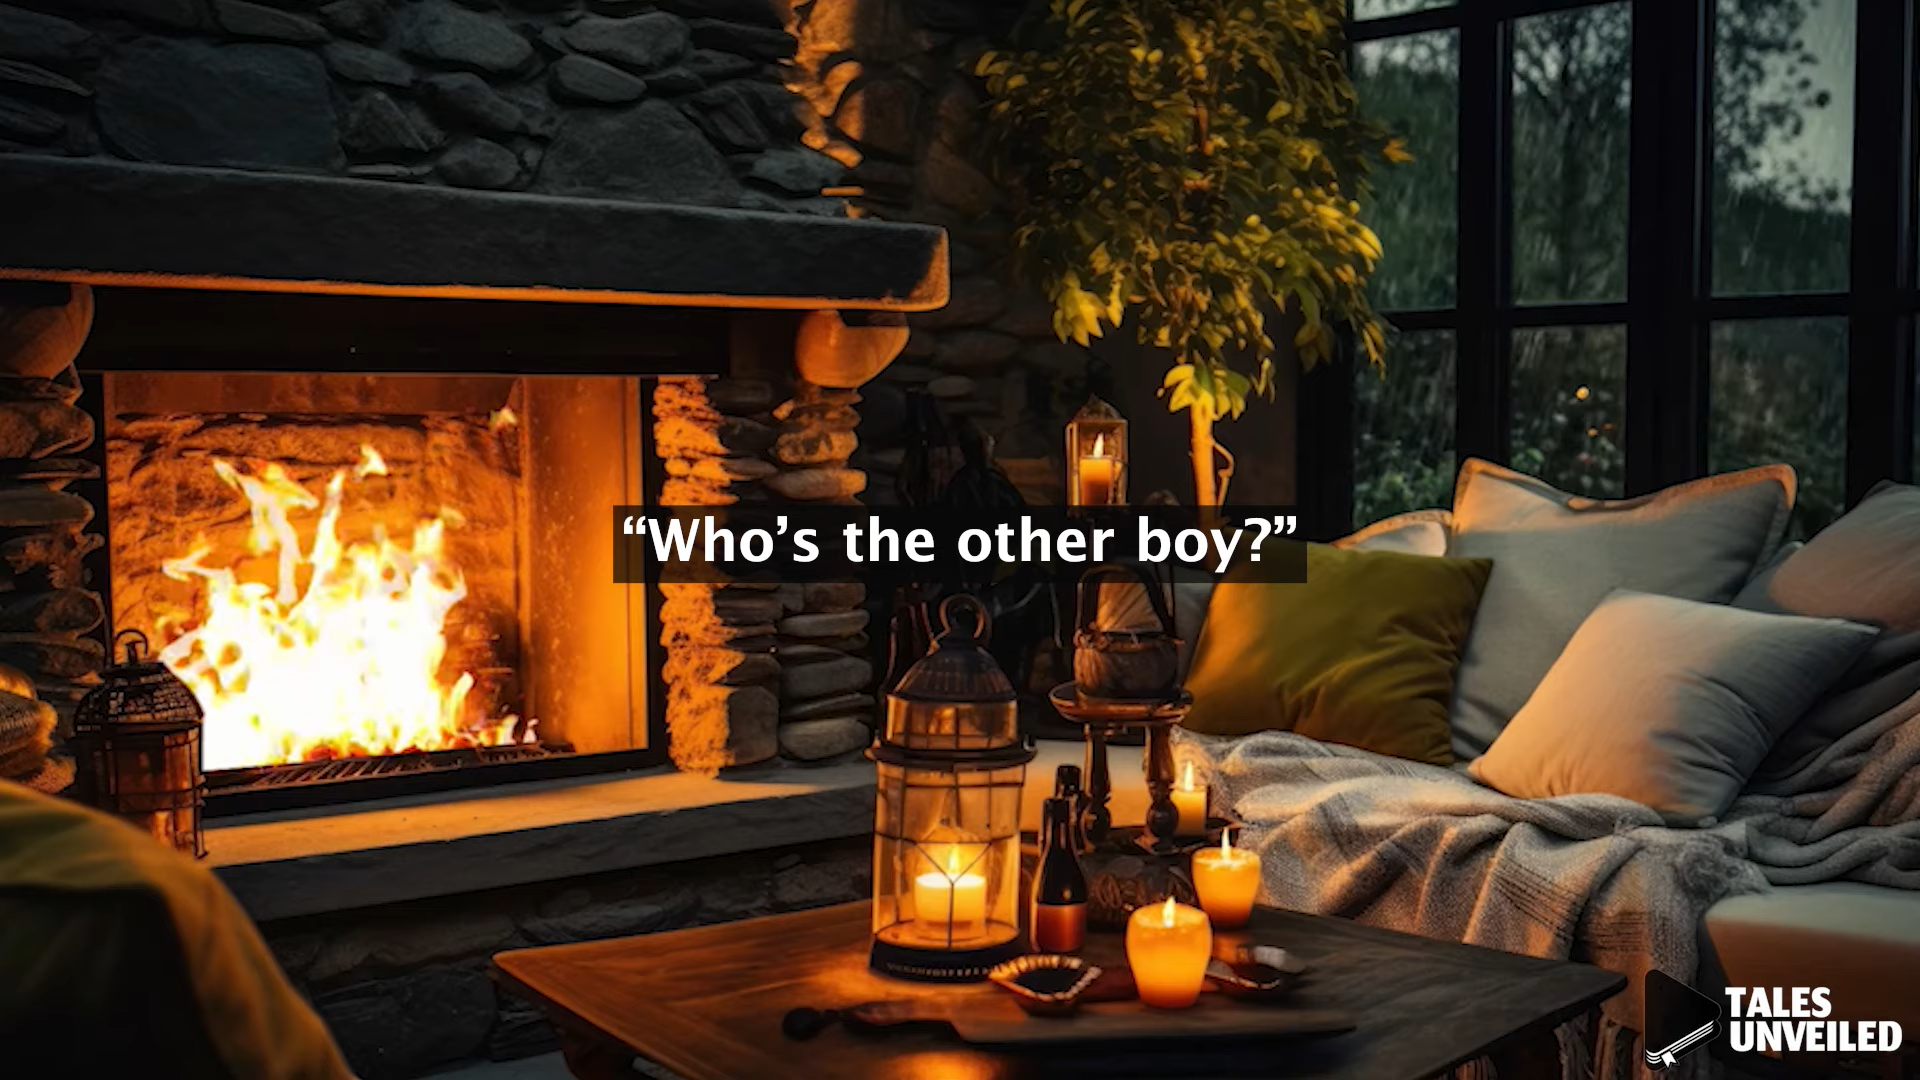 “Who’s the other boy?”
TALES
UNVEILED